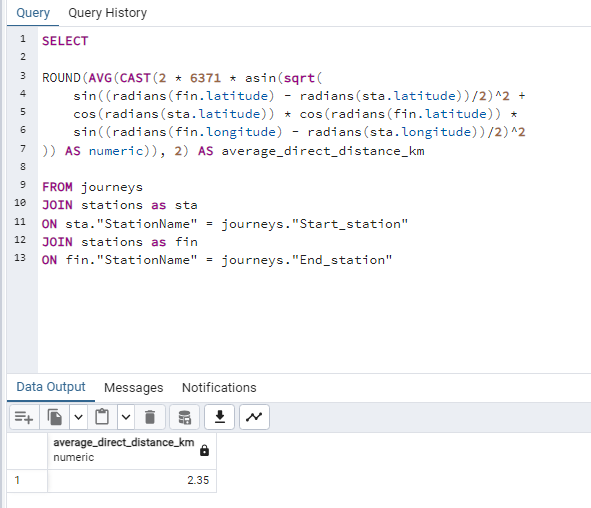 Query Query History
1 SELECT
2
3 ROUND(AVG(CAST(2 * 6371 * asin(sqrt(
4 sin((radians(fin.latitude) - radians(sta.latitude))/2)^2 +
5 cos(radians(sta.latitude)) * cos(radians(fin.latitude)) *
6 sin((radians(fin.longitude) - radians(sta.longitude))/2)^2
7 )) AS numeric)), 2) AS average_direct_distance_km
8
9 FROM journeys
10 JOIN stations as sta
11 ON sta."StationName" = journeys."Start_station"
12 JOIN stations as fin
13 ON fin."StationName" = journeys."End_station"
Data Output Messages Notifications
average_direct_distance_km
numeric
1 2.35